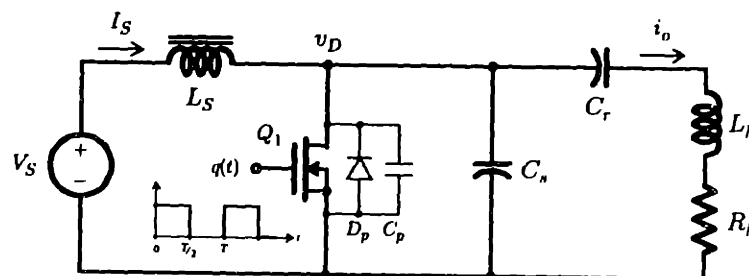 I_S
v_D
i_o
L_S
C_r
Q_1
V_S
+
−
q(t)
C_s
D_p
C_p
0
T/2
T
t